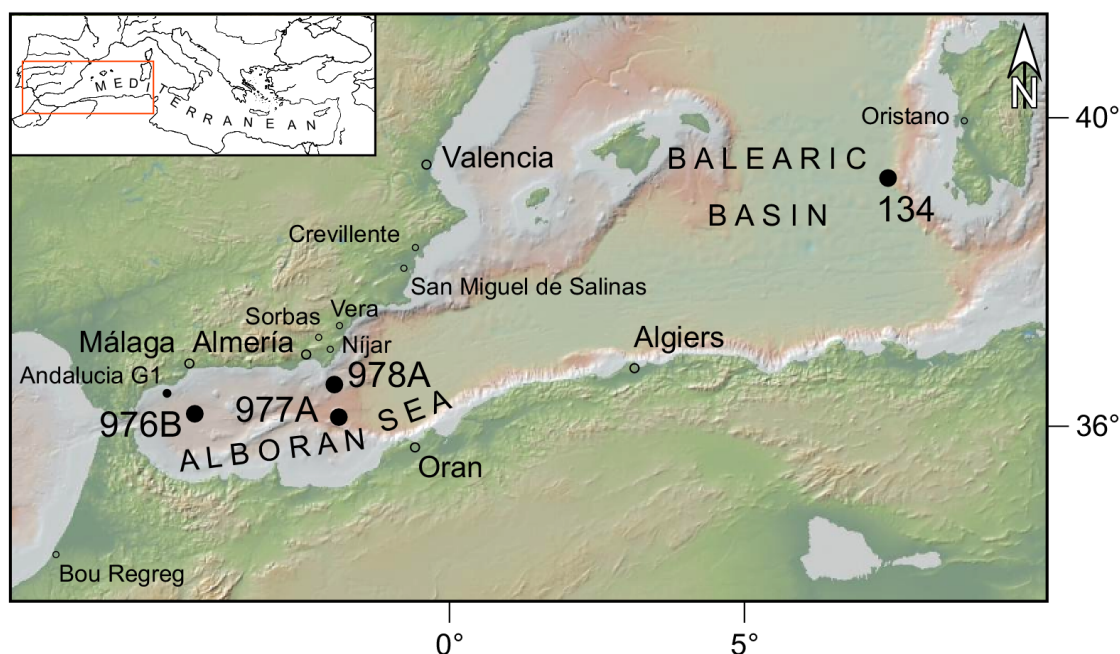 MEDITERRANEAN
N
Oristano
40°
Valencia
BALEARIC
BASIN
134
Crevillente
San Miguel de Salinas
Vera
Sorbas
Málaga
Almería
Níjar
Algiers
Andalucia G1
978A
976B
977A
ALBORAN SEA
36°
Oran
Bou Regreg
0°
5°